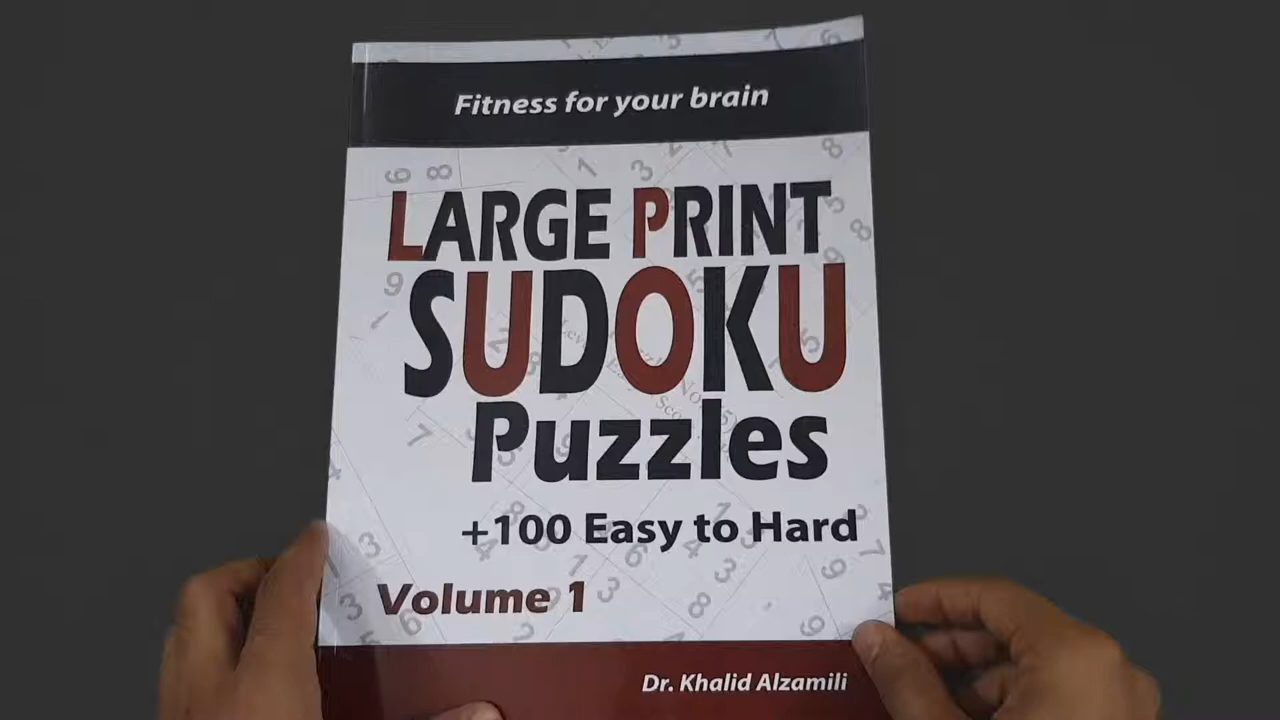 Fitness for your brain
LARGE PRINT
SUDOKU
Puzzles
+100 Easy to Hard
Volume 1
Dr. Khalid Alzamili